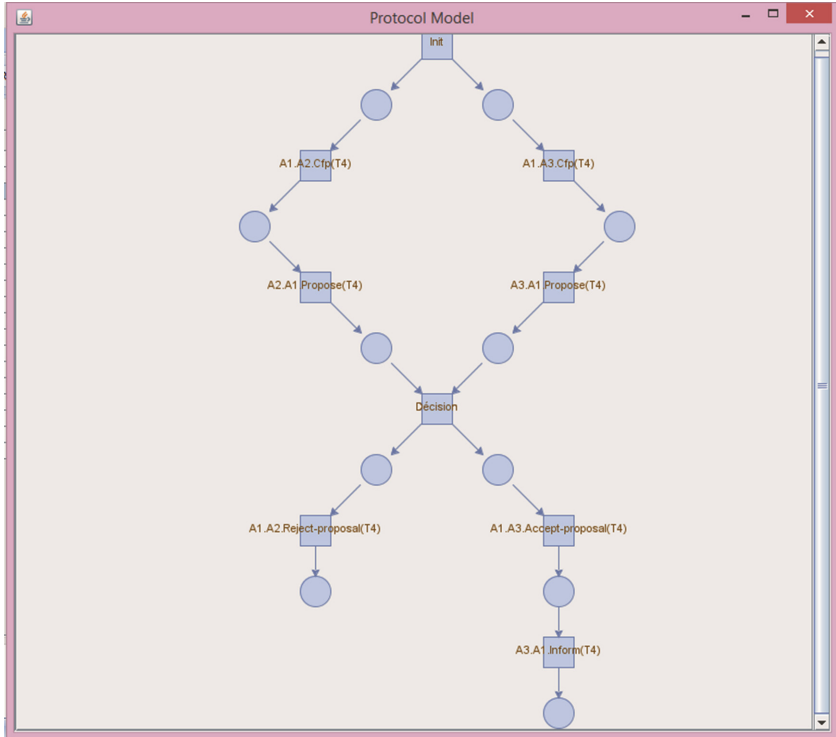 Protocol Model
Init
A1.A2.Cfp(T4)
A1.A3.Cfp(T4)
A2.A1.Propose(T4)
A3.A1.Propose(T4)
Décision
A1.A2.Reject-proposal(T4)
A1.A3.Accept-proposal(T4)
A3.A1.Inform(T4)